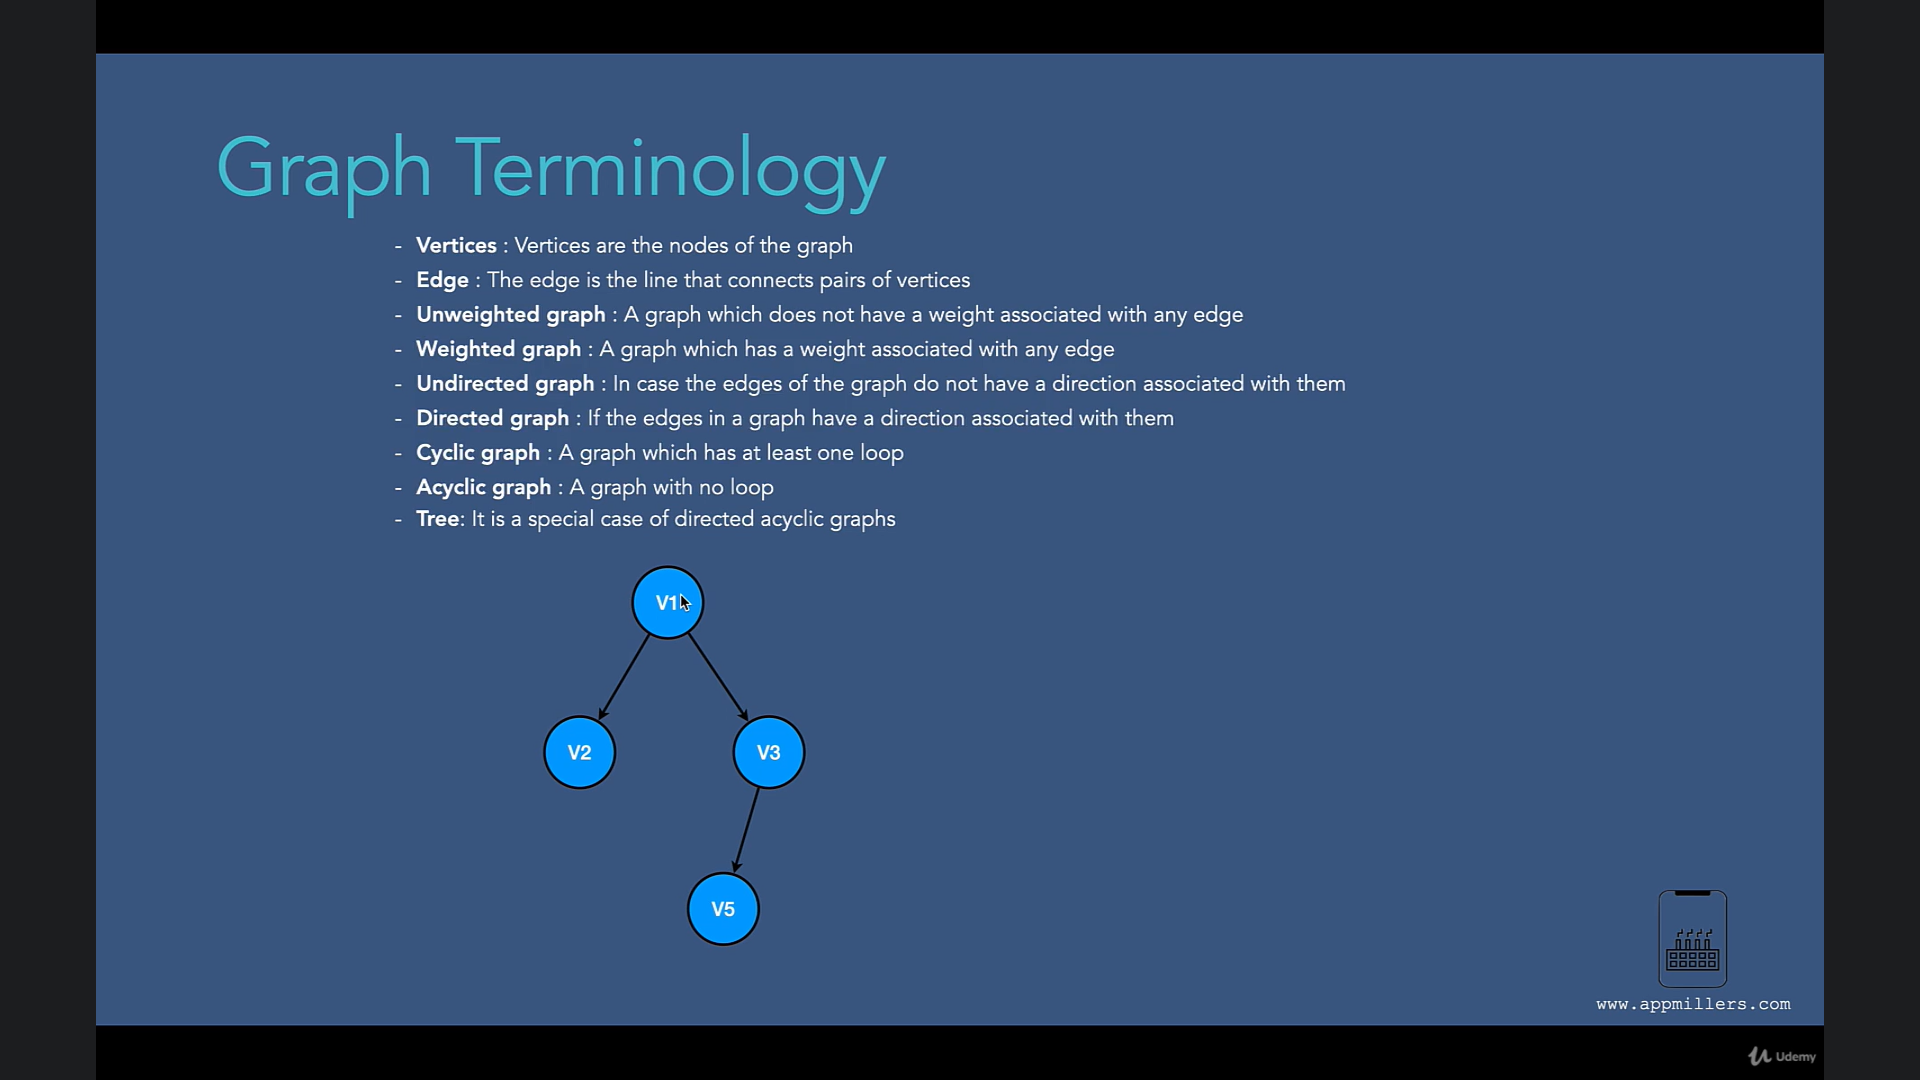 Graph Terminology
- Vertices : Vertices are the nodes of the graph
- Edge : The edge is the line that connects pairs of vertices
- Unweighted graph : A graph which does not have a weight associated with any edge
- Weighted graph : A graph which has a weight associated with any edge
- Undirected graph : In case the edges of the graph do not have a direction associated with them
- Directed graph : If the edges in a graph have a direction associated with them
- Cyclic graph : A graph which has at least one loop
- Acyclic graph : A graph with no loop
- Tree: It is a special case of directed acyclic graphs
V1
V2
V3
V5
www.appmillers.com
Udemy